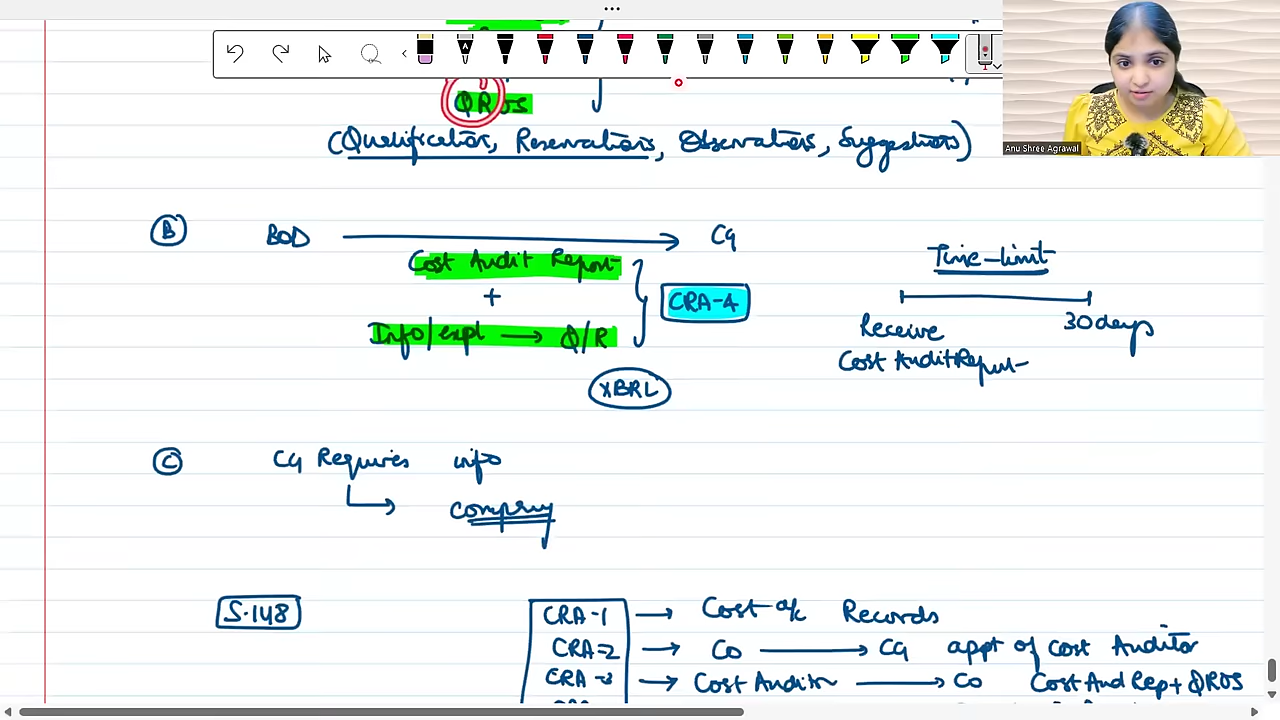 QROS
(Qualifications, Reservations, Observations, Suggestions)
Anu Shree Agrawal
B BOD CG
Cost Audit Report
+
CRA-4
Info/expl → Q/R
XBRL
Time-limit
Receive 30 days
Cost Audit Report
C CG Requires info
company
S.148
CRA-1 → Cost a/c Records
CRA-2 → CO → CG appt of Cost Auditor
CRA-3 → Cost Auditor → CO Cost Aud Rep + QROS